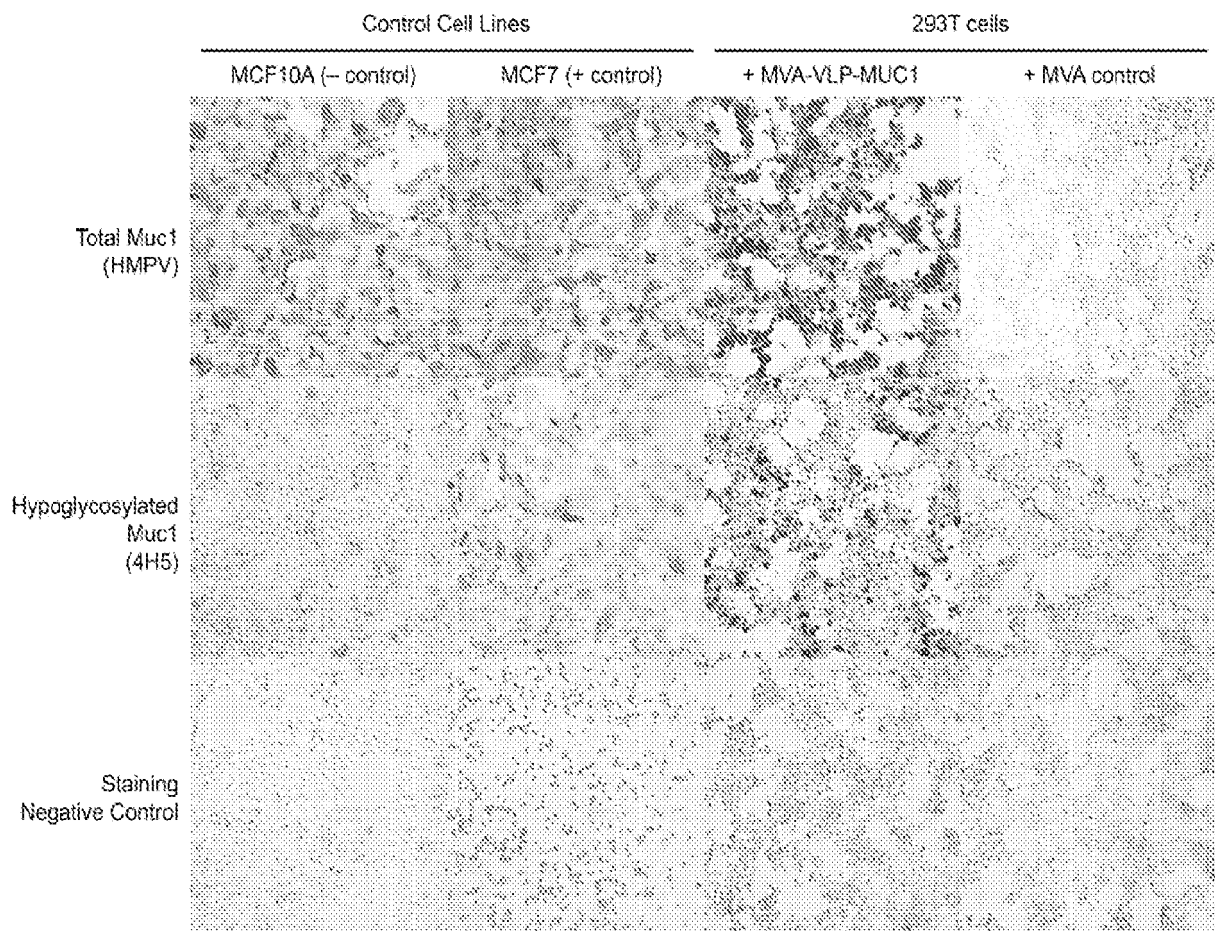 Control Cell Lines
293T cells
MCF10A (– control)
MCF7 (+ control)
+ MVA-VLP-MUC1
+ MVA control
Total Muc1
(HMPV)
Hypoglycosylated
Muc1
(4H5)
Staining
Negative Control